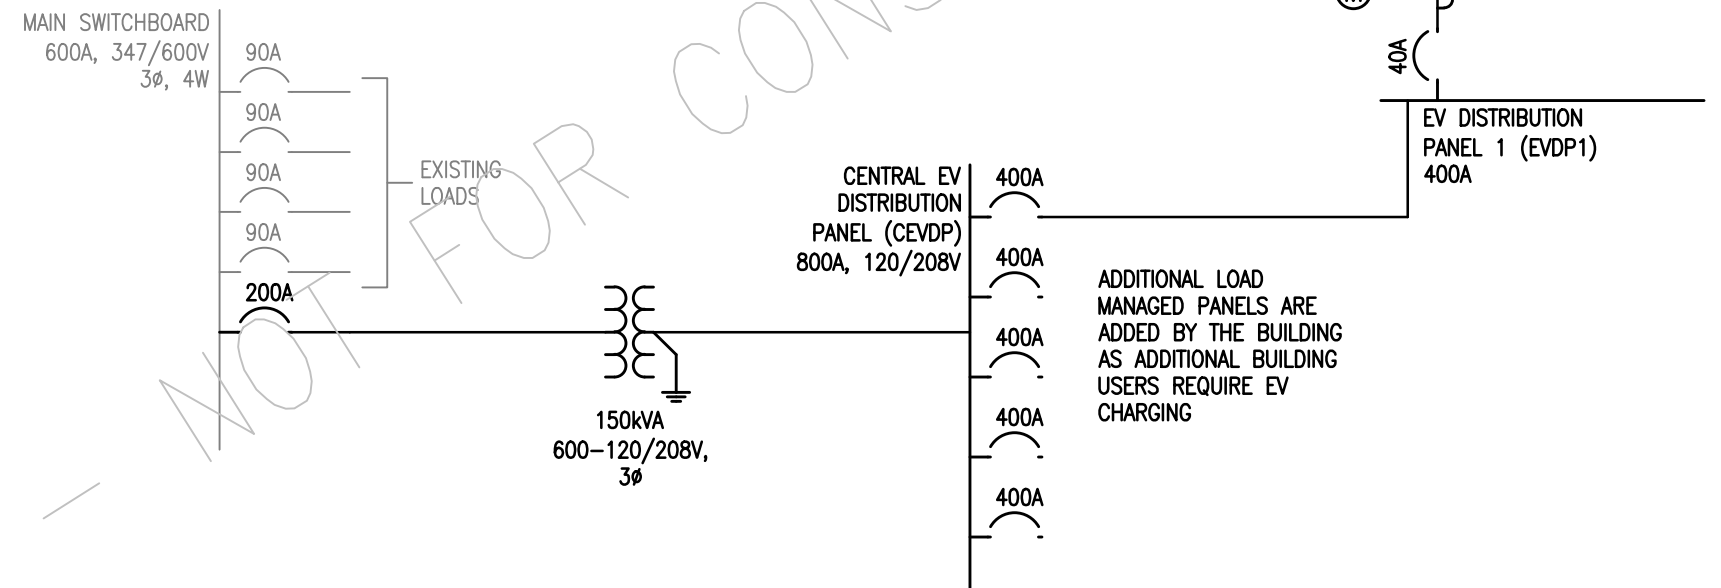 MAIN SWITCHBOARD
600A, 347/600V
3ø, 4W
90A
90A
90A
90A
200A
EXISTING
LOADS
150kVA
600-120/208V,
3ø
CENTRAL EV
DISTRIBUTION
PANEL (CEVDP)
800A, 120/208V
400A
400A
400A
400A
400A
ADDITIONAL LOAD
MANAGED PANELS ARE
ADDED BY THE BUILDING
AS ADDITIONAL BUILDING
USERS REQUIRE EV
CHARGING
40A
EV DISTRIBUTION
PANEL 1 (EVDP1)
400A
- NOT FOR CONS